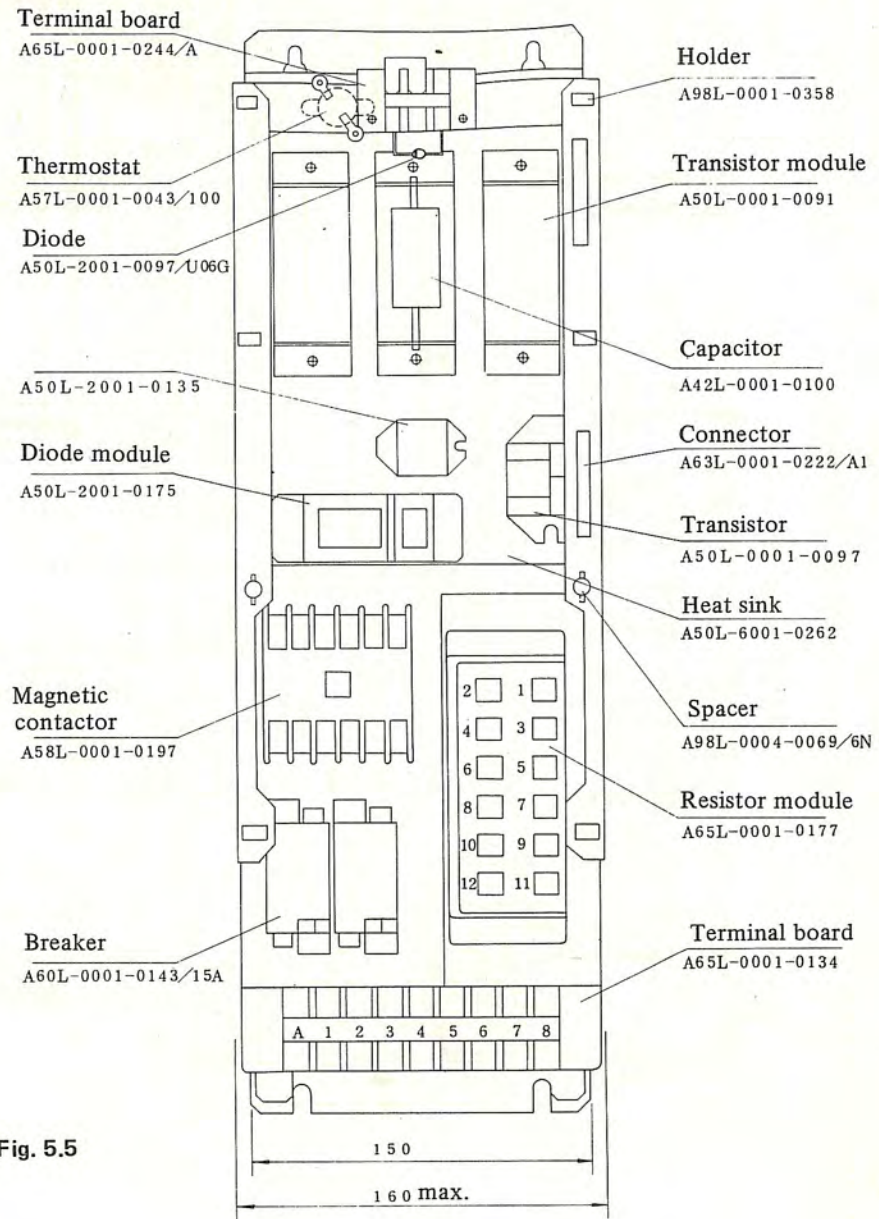 Terminal board
A65L-0001-0244/A
Thermostat
A57L-0001-0043/100
Diode
A50L-2001-0097/U06G
A50L-2001-0135
Diode module
A50L-2001-0175
Magnetic
contactor
A58L-0001-0197
Breaker
A60L-0001-0143/15A
Holder
A98L-0001-0358
Transistor module
A50L-0001-0091
Capacitor
A42L-0001-0100
Connector
A63L-0001-0222/A1
Transistor
A50L-0001-0097
Heat sink
A50L-6001-0262
Spacer
A98L-0004-0069/6N
Resistor module
A65L-0001-0177
Terminal board
A65L-0001-0134
2 1
4 3
6 5
8 7
10 9
12 11
A 1 2 3 4 5 6 7 8
Fig. 5.5
150
160 max.